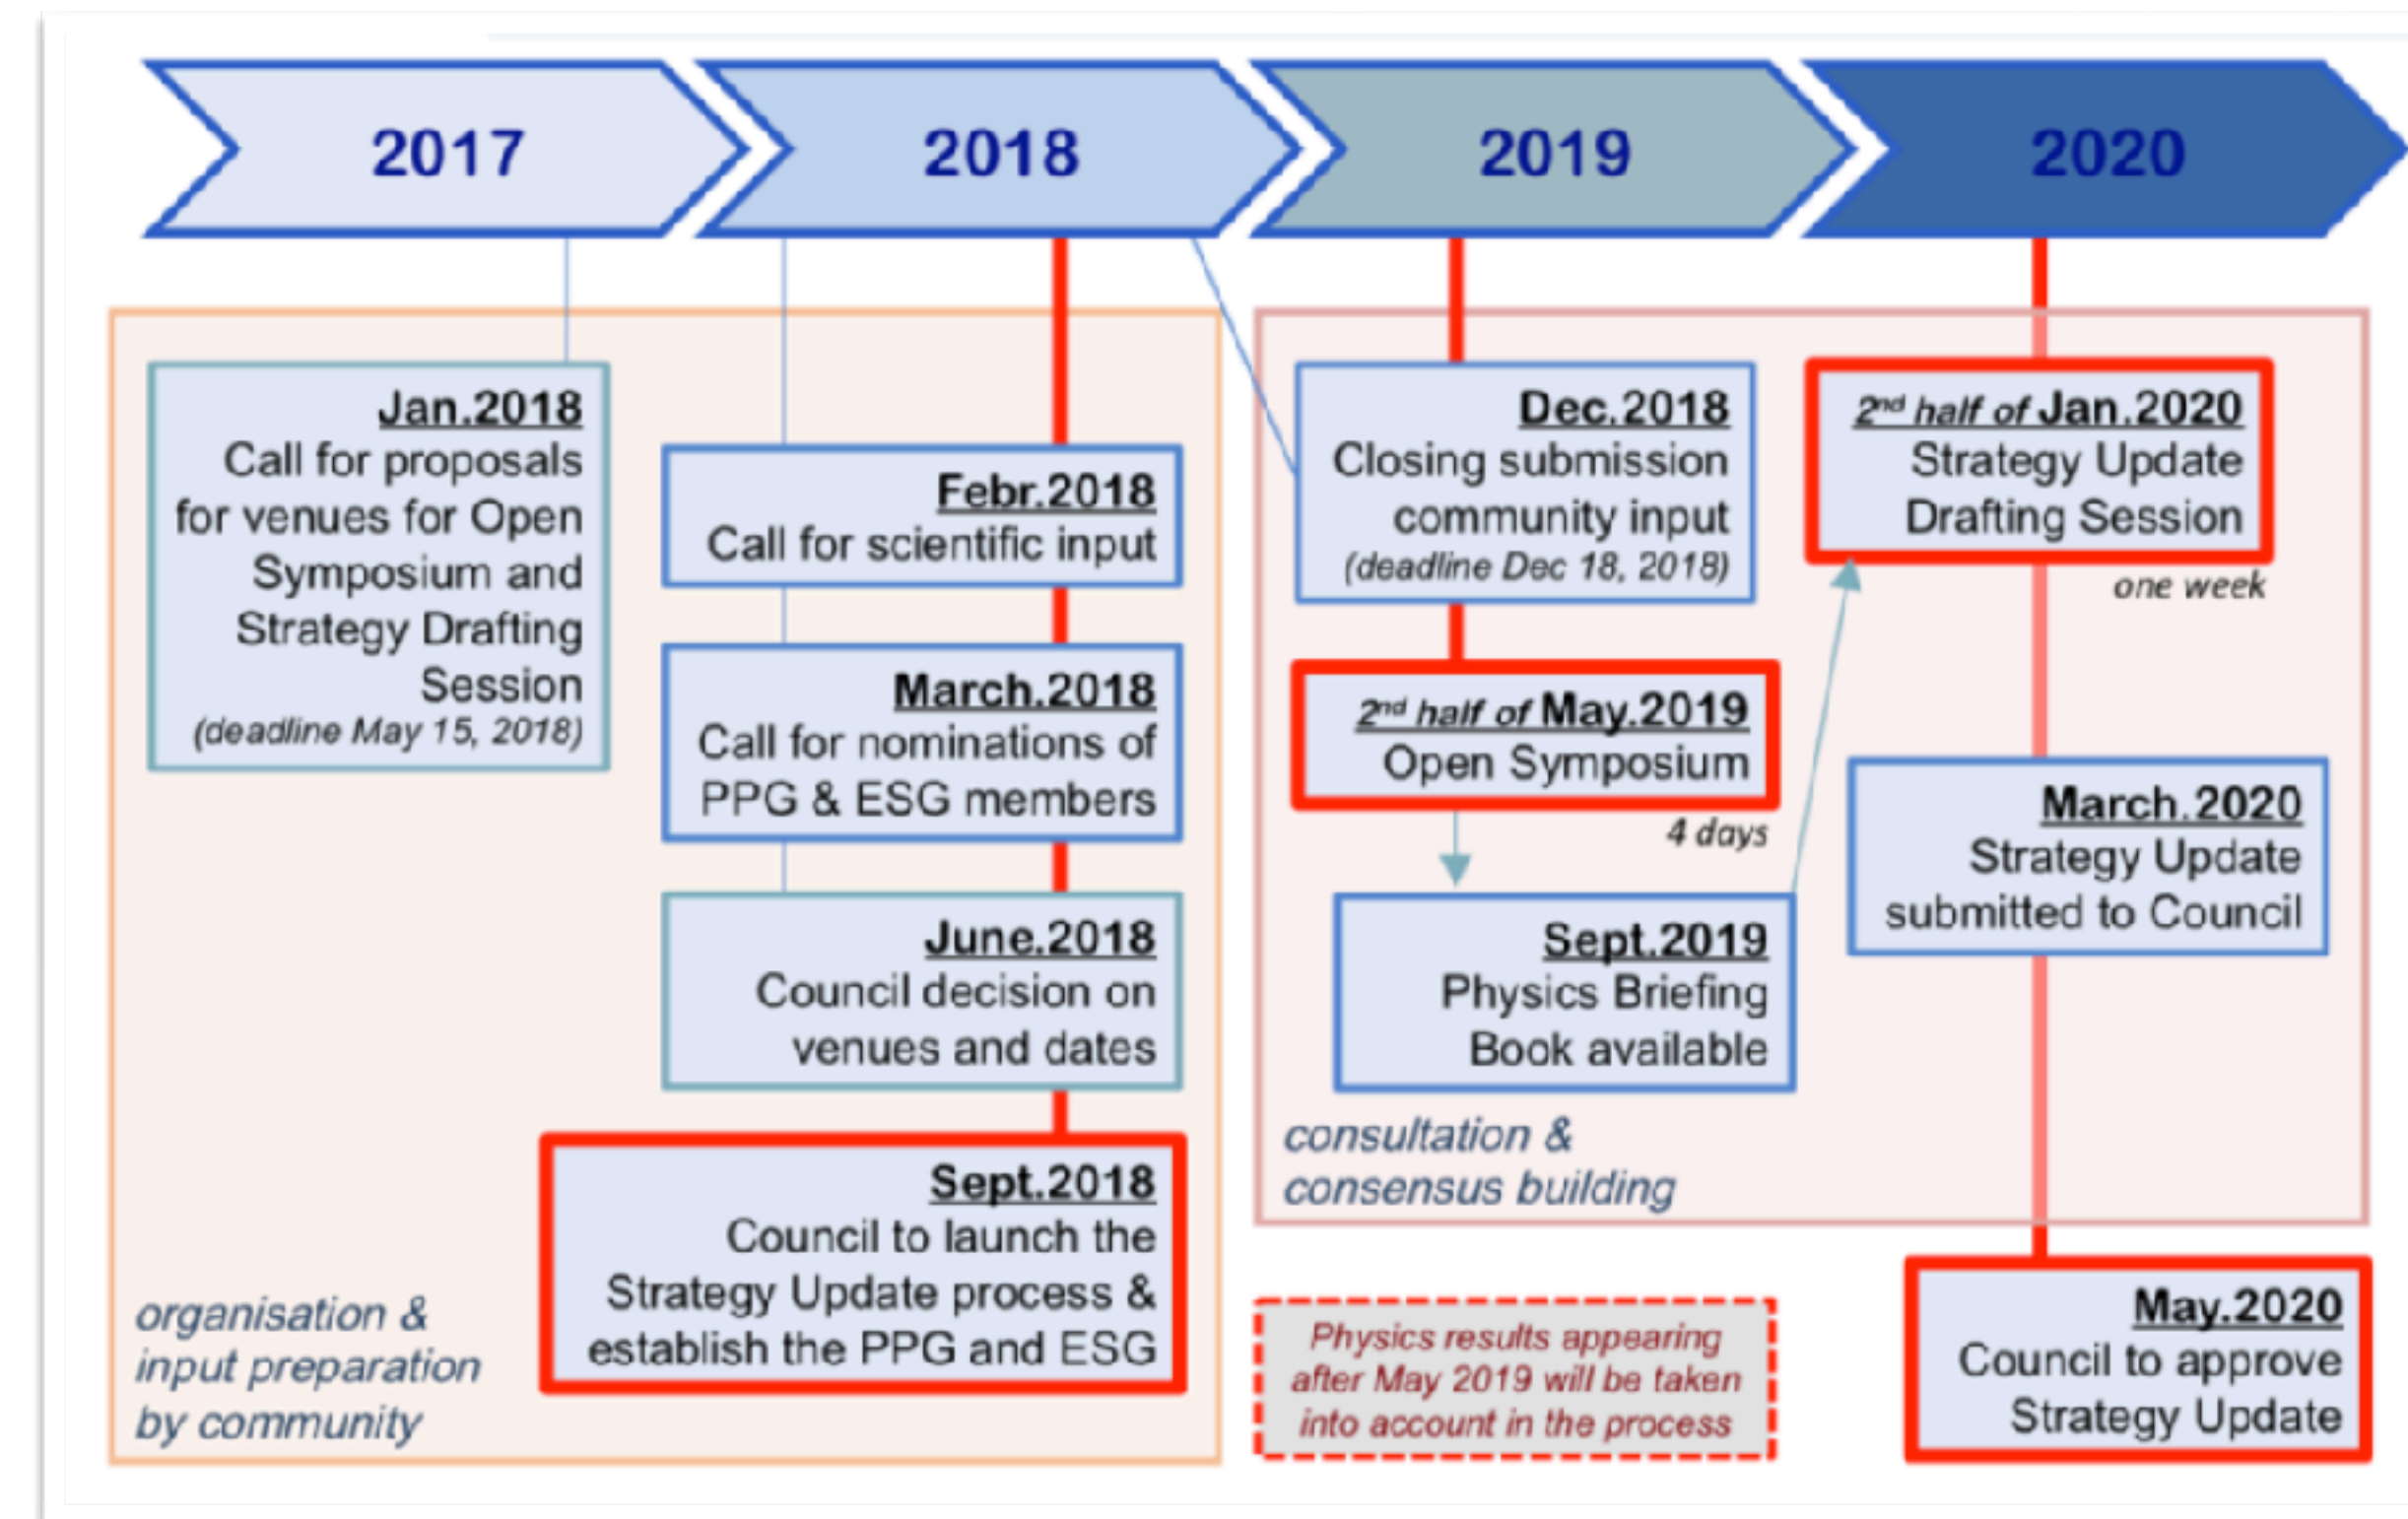 2017
2018
2019
2020
Jan.2018
Call for proposals
for venues for Open
Symposium and
Strategy Drafting
Session
(deadline May 15, 2018)
Febr.2018
Call for scientific input
March.2018
Call for nominations of
PPG & ESG members
June.2018
Council decision on
venues and dates
Sept.2018
Council to launch the
Strategy Update process &
establish the PPG and ESG
organisation &
input preparation
by community
Dec.2018
Closing submission
community input
(deadline Dec 18, 2018)
2nd half of May.2019
Open Symposium
4 days
Sept.2019
Physics Briefing
Book available
consultation &
consensus building
2nd half of Jan.2020
Strategy Update
Drafting Session
one week
March.2020
Strategy Update
submitted to Council
Physics results appearing
after May 2019 will be taken
into account in the process
May.2020
Council to approve
Strategy Update